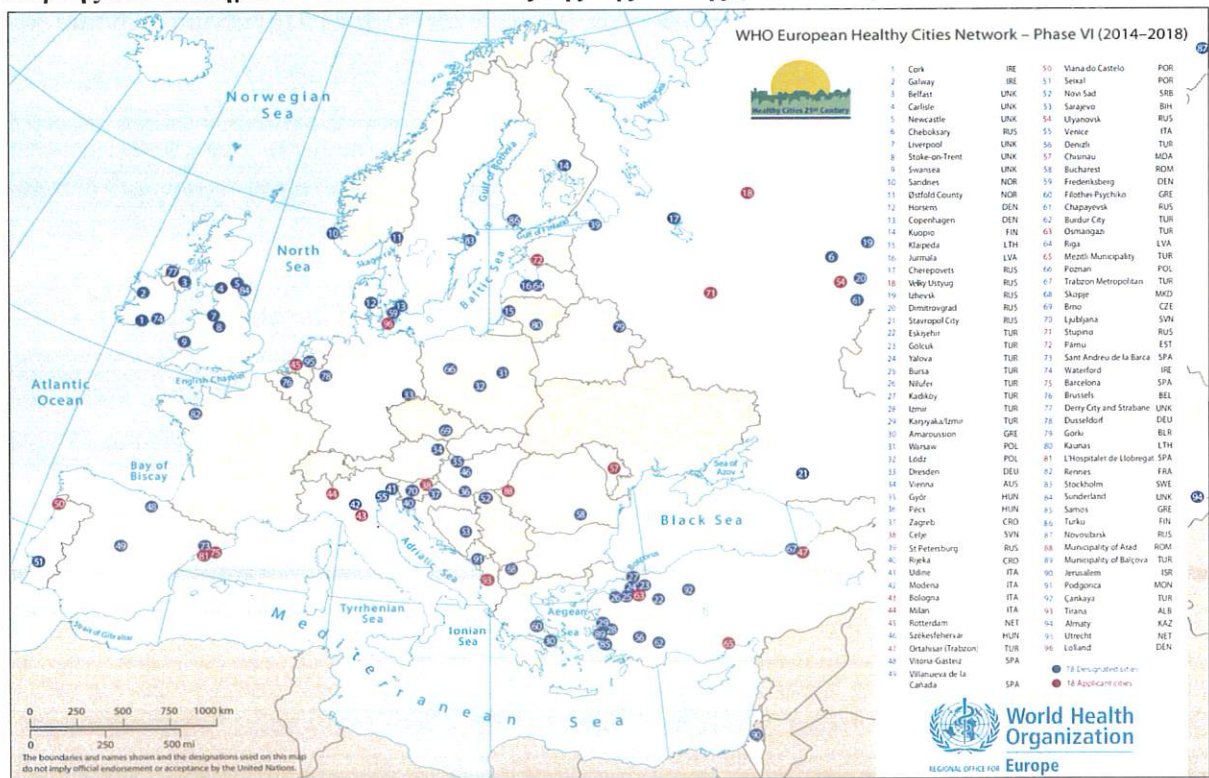 WHO European Healthy Cities Network – Phase VI (2014–2018)
Healthy Cities 21st Century
1 Cork IRE
2 Galway IRE
3 Belfast UNK
4 Carlisle UNK
5 Newcastle UNK
6 Cheboksary RUS
7 Liverpool UNK
8 Stoke-on-Trent UNK
9 Swansea UNK
10 Sandnes NOR
11 Østfold County NOR
12 Horsens DEN
13 Copenhagen DEN
14 Kuopio FIN
15 Klaipeda LTH
16 Jurmala LVA
17 Cherepovets RUS
18 Veliky Ustyug RUS
19 Izhevsk RUS
20 Dimitrovgrad RUS
21 Stavropol City RUS
22 Eskişehir TUR
23 Golcuk TUR
24 Yalova TUR
25 Bursa TUR
26 Nilufer TUR
27 Kadiköy TUR
28 Izmir TUR
29 Karşıyaka/Izmir TUR
30 Amaroussion GRE
31 Warsaw POL
32 Łódź POL
33 Dresden DEU
34 Vienna AUS
35 Győr HUN
36 Pécs HUN
37 Zagreb CRO
38 Celje SVN
39 St Petersburg RUS
40 Rijeka CRO
41 Udine ITA
42 Modena ITA
43 Bologna ITA
44 Milan ITA
45 Rotterdam NET
46 Székesfehérvár HUN
47 Ortahisar (Trabzon) TUR
48 Vitoria-Gasteiz SPA
49 Villanueva de la
Cañada SPA
50 Viana do Castelo POR
51 Seixal POR
52 Novi Sad SRB
53 Sarajevo BIH
54 Ulyanovsk RUS
55 Venice ITA
56 Denizli TUR
57 Chisinau MDA
58 Bucharest ROM
59 Frederiksberg DEN
60 Filothei-Psychiko GRE
61 Chapayevsk RUS
62 Burdur City TUR
63 Osmangazi TUR
64 Riga LVA
65 Mezitli Municipality TUR
66 Poznan POL
67 Trabzon Metropolitan TUR
68 Skopje MKD
69 Brno CZE
70 Ljubljana SVN
71 Stupino RUS
72 Pärnu EST
73 Sant Andreu de la Barca SPA
74 Waterford IRE
75 Barcelona SPA
76 Brussels BEL
77 Derry City and Strabane UNK
78 Dusseldorf DEU
79 Gorki BLR
80 Kaunas LTH
81 L'Hospitalet de Llobregat SPA
82 Rennes FRA
83 Stockholm SWE
84 Sunderland UNK
85 Samos GRE
86 Turku FIN
87 Novosibirsk RUS
88 Municipality of Arad ROM
89 Municipality of Balçova TUR
90 Jerusalem ISR
91 Podgorica MON
92 Çankaya TUR
93 Tirana ALB
94 Almaty KAZ
95 Utrecht NET
96 Lolland DEN
78 Designated cities
18 Applicant cities
Norwegian
Sea
White Sea
Gulf of Bothnia
Gulf of Finland
North
Sea
Skagerrak
Baltic Sea
English Channel
Atlantic
Ocean
Bay of
Biscay
Sea of
Azov
Black Sea
Bosphorus
Adriatic Sea
Tyrrhenian
Sea
Aegean
Sea
Ionian
Sea
Strait of Gibraltar
Mediterranean Sea
0 250 500 750 1000 km
0 250 500 mi
The boundaries and names shown and the designations used on this map
do not imply official endorsement or acceptance by the United Nations.
World Health
Organization
REGIONAL OFFICE FOR Europe